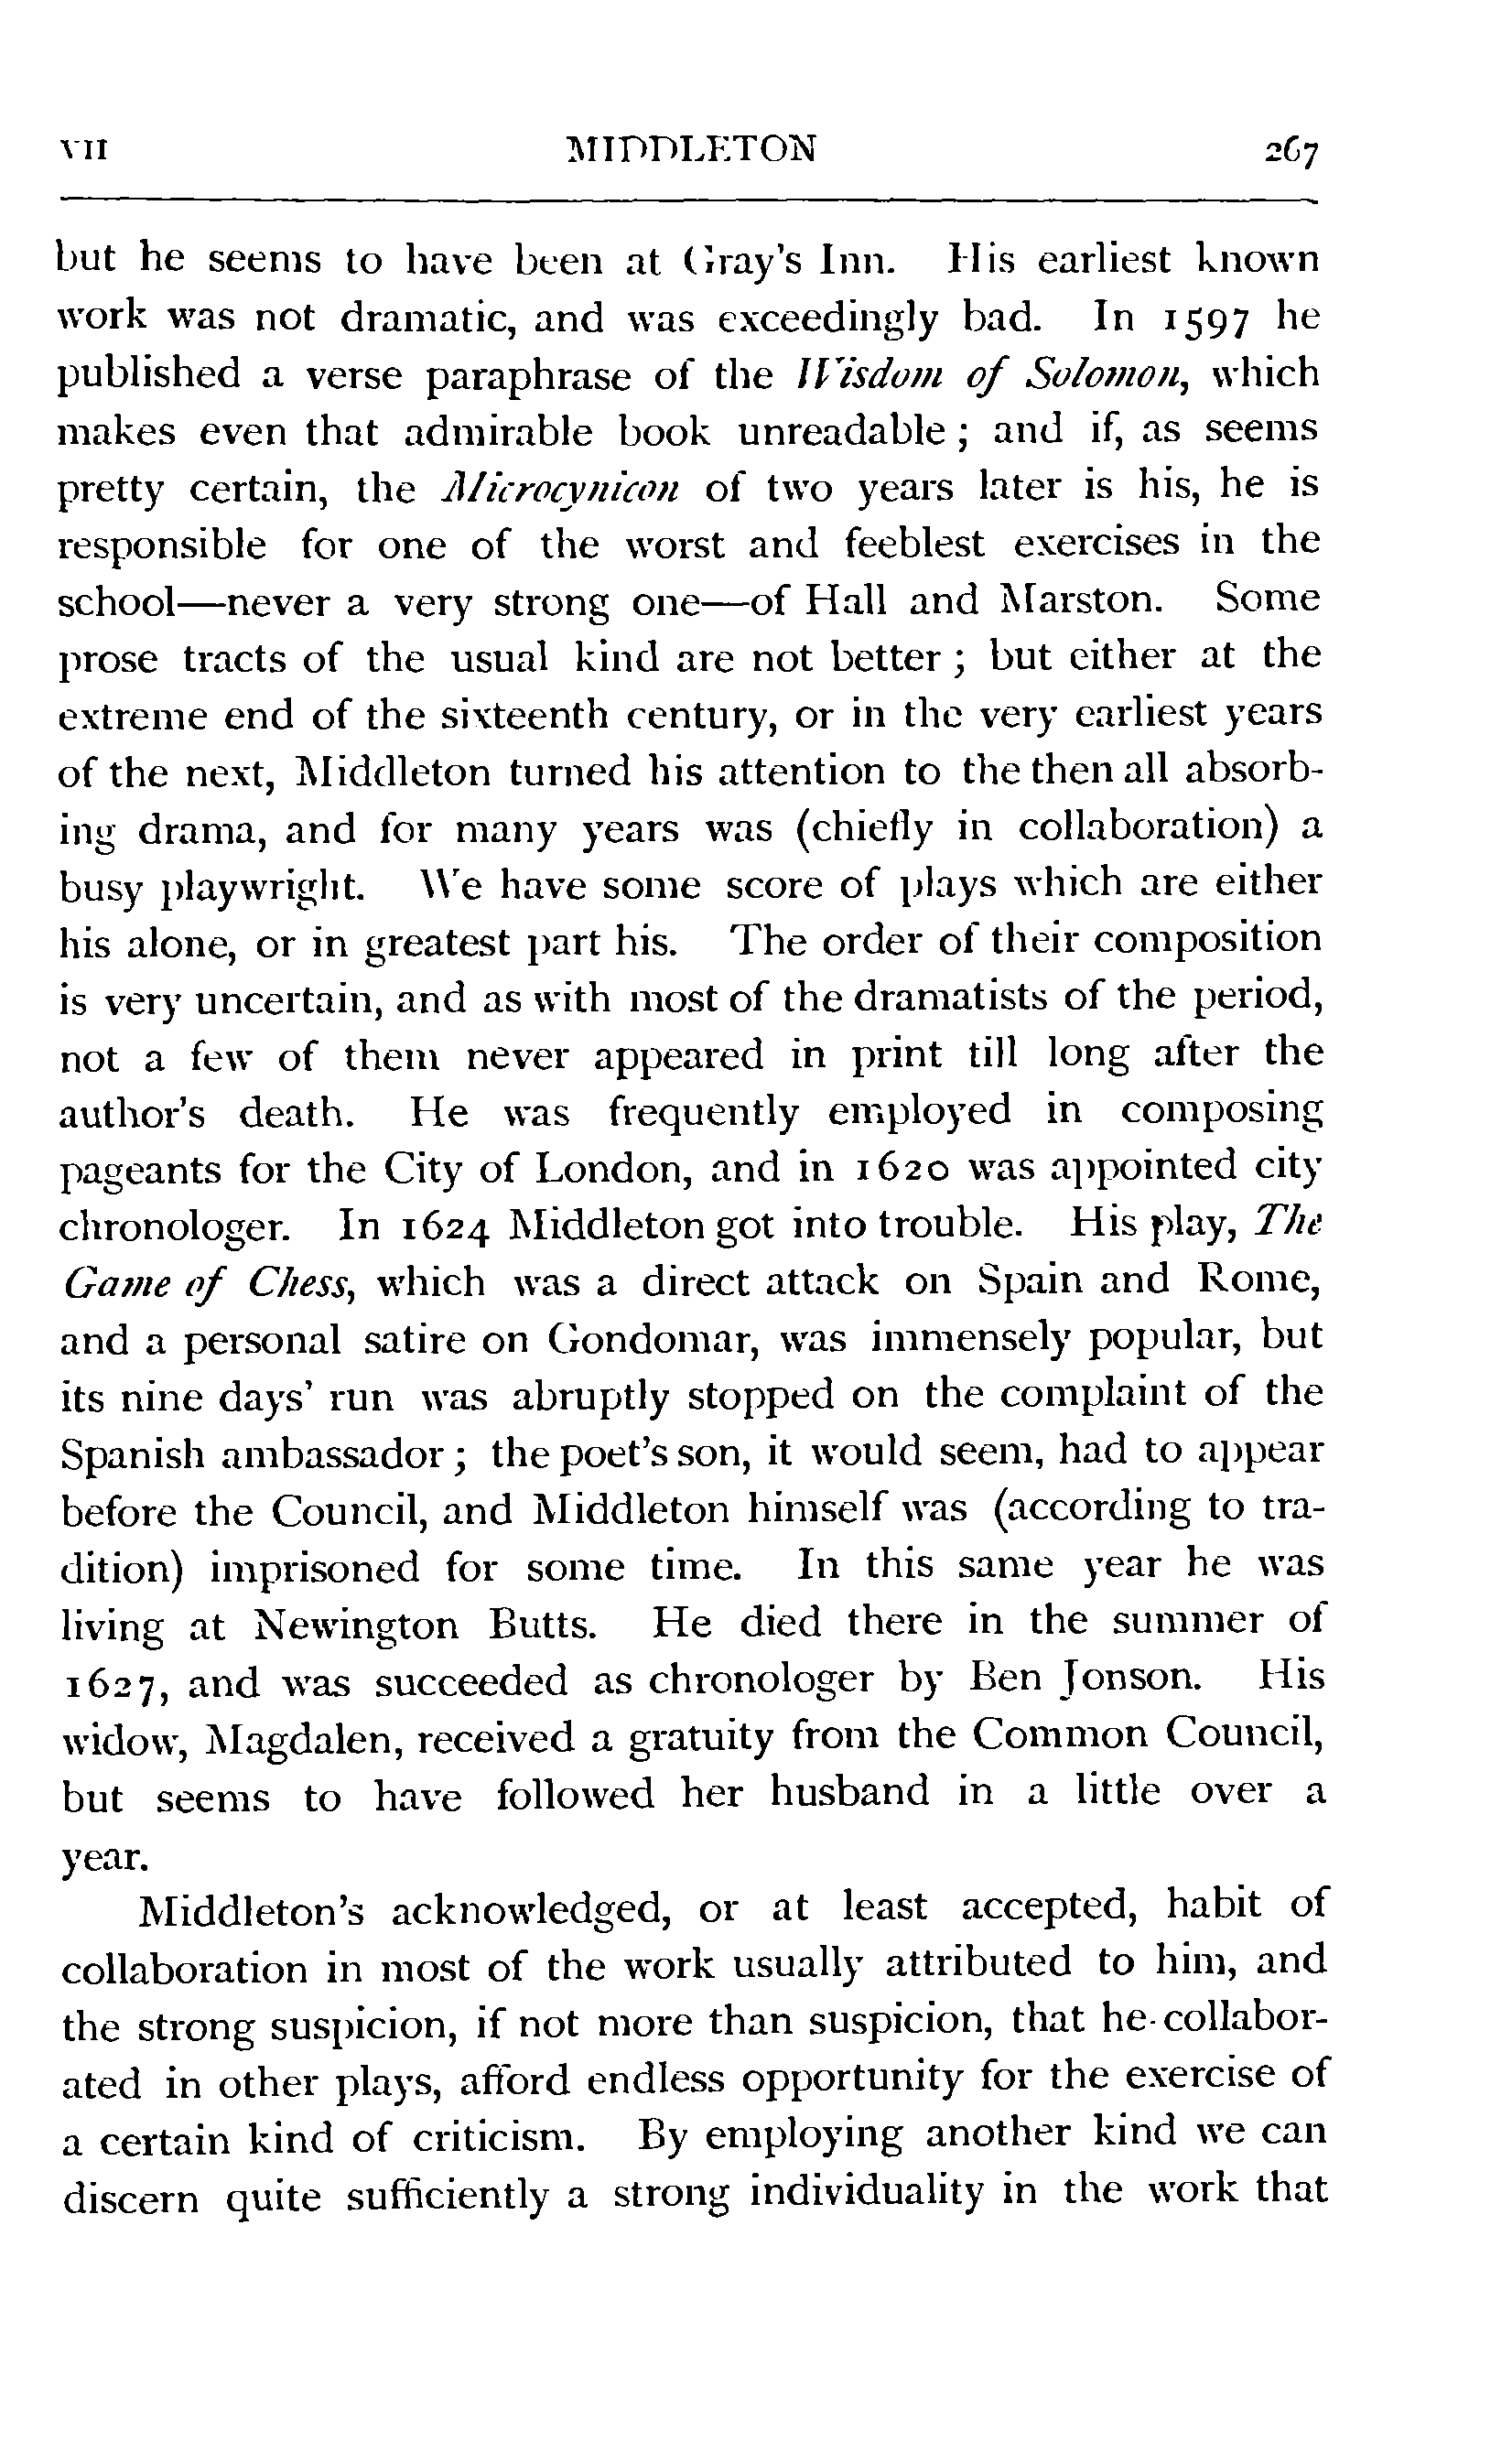 VII MIDDLETON 267
but he seems to have been at Gray's Inn. His earliest known
work was not dramatic, and was exceedingly bad. In 1597 he
published a verse paraphrase of the Wisdom of Solomon, which
makes even that admirable book unreadable; and if, as seems
pretty certain, the Microcynicon of two years later is his, he is
responsible for one of the worst and feeblest exercises in the
school—never a very strong one—of Hall and Marston. Some
prose tracts of the usual kind are not better; but either at the
extreme end of the sixteenth century, or in the very earliest years
of the next, Middleton turned his attention to the then all absorb-
ing drama, and for many years was (chiefly in collaboration) a
busy playwright. We have some score of plays which are either
his alone, or in greatest part his. The order of their composition
is very uncertain, and as with most of the dramatists of the period,
not a few of them never appeared in print till long after the
author's death. He was frequently employed in composing
pageants for the City of London, and in 1620 was appointed city
chronologer. In 1624 Middleton got into trouble. His play, The
Game of Chess, which was a direct attack on Spain and Rome,
and a personal satire on Gondomar, was immensely popular, but
its nine days' run was abruptly stopped on the complaint of the
Spanish ambassador; the poet's son, it would seem, had to appear
before the Council, and Middleton himself was (according to tra-
dition) imprisoned for some time. In this same year he was
living at Newington Butts. He died there in the summer of
1627, and was succeeded as chronologer by Ben Jonson. His
widow, Magdalen, received a gratuity from the Common Council,
but seems to have followed her husband in a little over a
year.
Middleton's acknowledged, or at least accepted, habit of
collaboration in most of the work usually attributed to him, and
the strong suspicion, if not more than suspicion, that he collabor-
ated in other plays, afford endless opportunity for the exercise of
a certain kind of criticism. By employing another kind we can
discern quite sufficiently a strong individuality in the work that